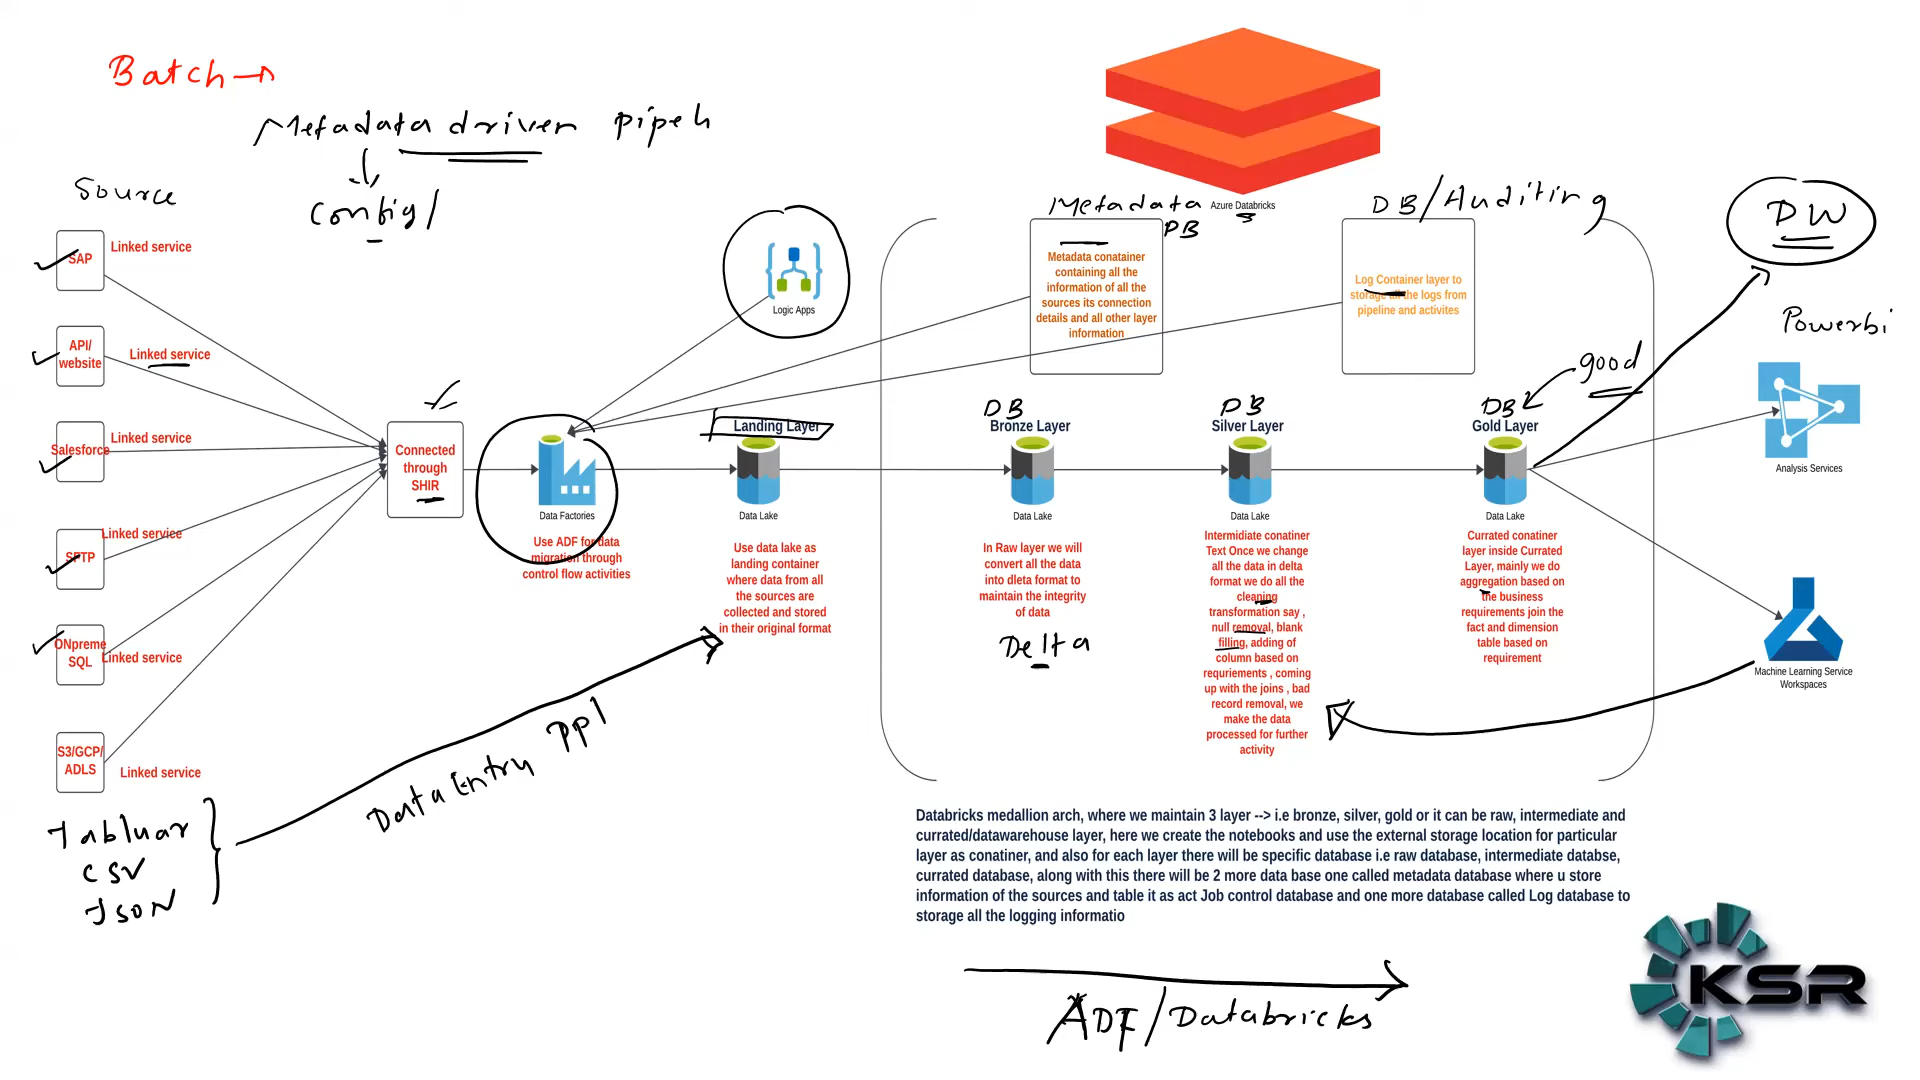 Batch →
Metadata driven pipeli
Config/
Source
SAP
Linked service
API/
website
Linked service
Salesforce
Linked service
SFTP
Linked service
ONpreme
SQL
Linked service
S3/GCP/
ADLS
Linked service
Tabluar
CSV
JSON
Data Entry ppl
Connected
through
SHIR
Logic Apps
Data Factories
Use ADF for data
migration through
control flow activities
Landing Layer
Data Lake
Use data lake as
landing container
where data from all
the sources are
collected and stored
in their original format
Azure Databricks
Metadata
DB
Metadata conatainer
containing all the
information of all the
sources its connection
details and all other layer
information
DB/Auditing
Log Container layer to
storage all the logs from
pipeline and activites
DB
Bronze Layer
Data Lake
In Raw layer we will
convert all the data
into dleta format to
maintain the integrity
of data
Delta
DB
Silver Layer
Data Lake
Intermidiate conatiner
Text Once we change
all the data in delta
format we do all the
cleaning
transformation say ,
null removal, blank
filling, adding of
column based on
requriements , coming
up with the joins , bad
record removal, we
make the data
processed for further
activity
good
DB
Gold Layer
Data Lake
Currated conatiner
layer inside Currated
Layer, mainly we do
aggregation based on
the business
requirements join the
fact and dimension
table based on
requirement
DW
Powerbi
Analysis Services
Machine Learning Service
Workspaces
Databricks medallion arch, where we maintain 3 layer --> i.e bronze, silver, gold or it can be raw, intermediate and
currated/datawarehouse layer, here we create the notebooks and use the external storage location for particular
layer as conatiner, and also for each layer there will be specific database i.e raw database, intermediate databse,
currated database, along with this there will be 2 more data base one called metadata database where u store
information of the sources and table it as act Job control database and one more database called Log database to
storage all the logging informatio
ADF/Databricks
KSR